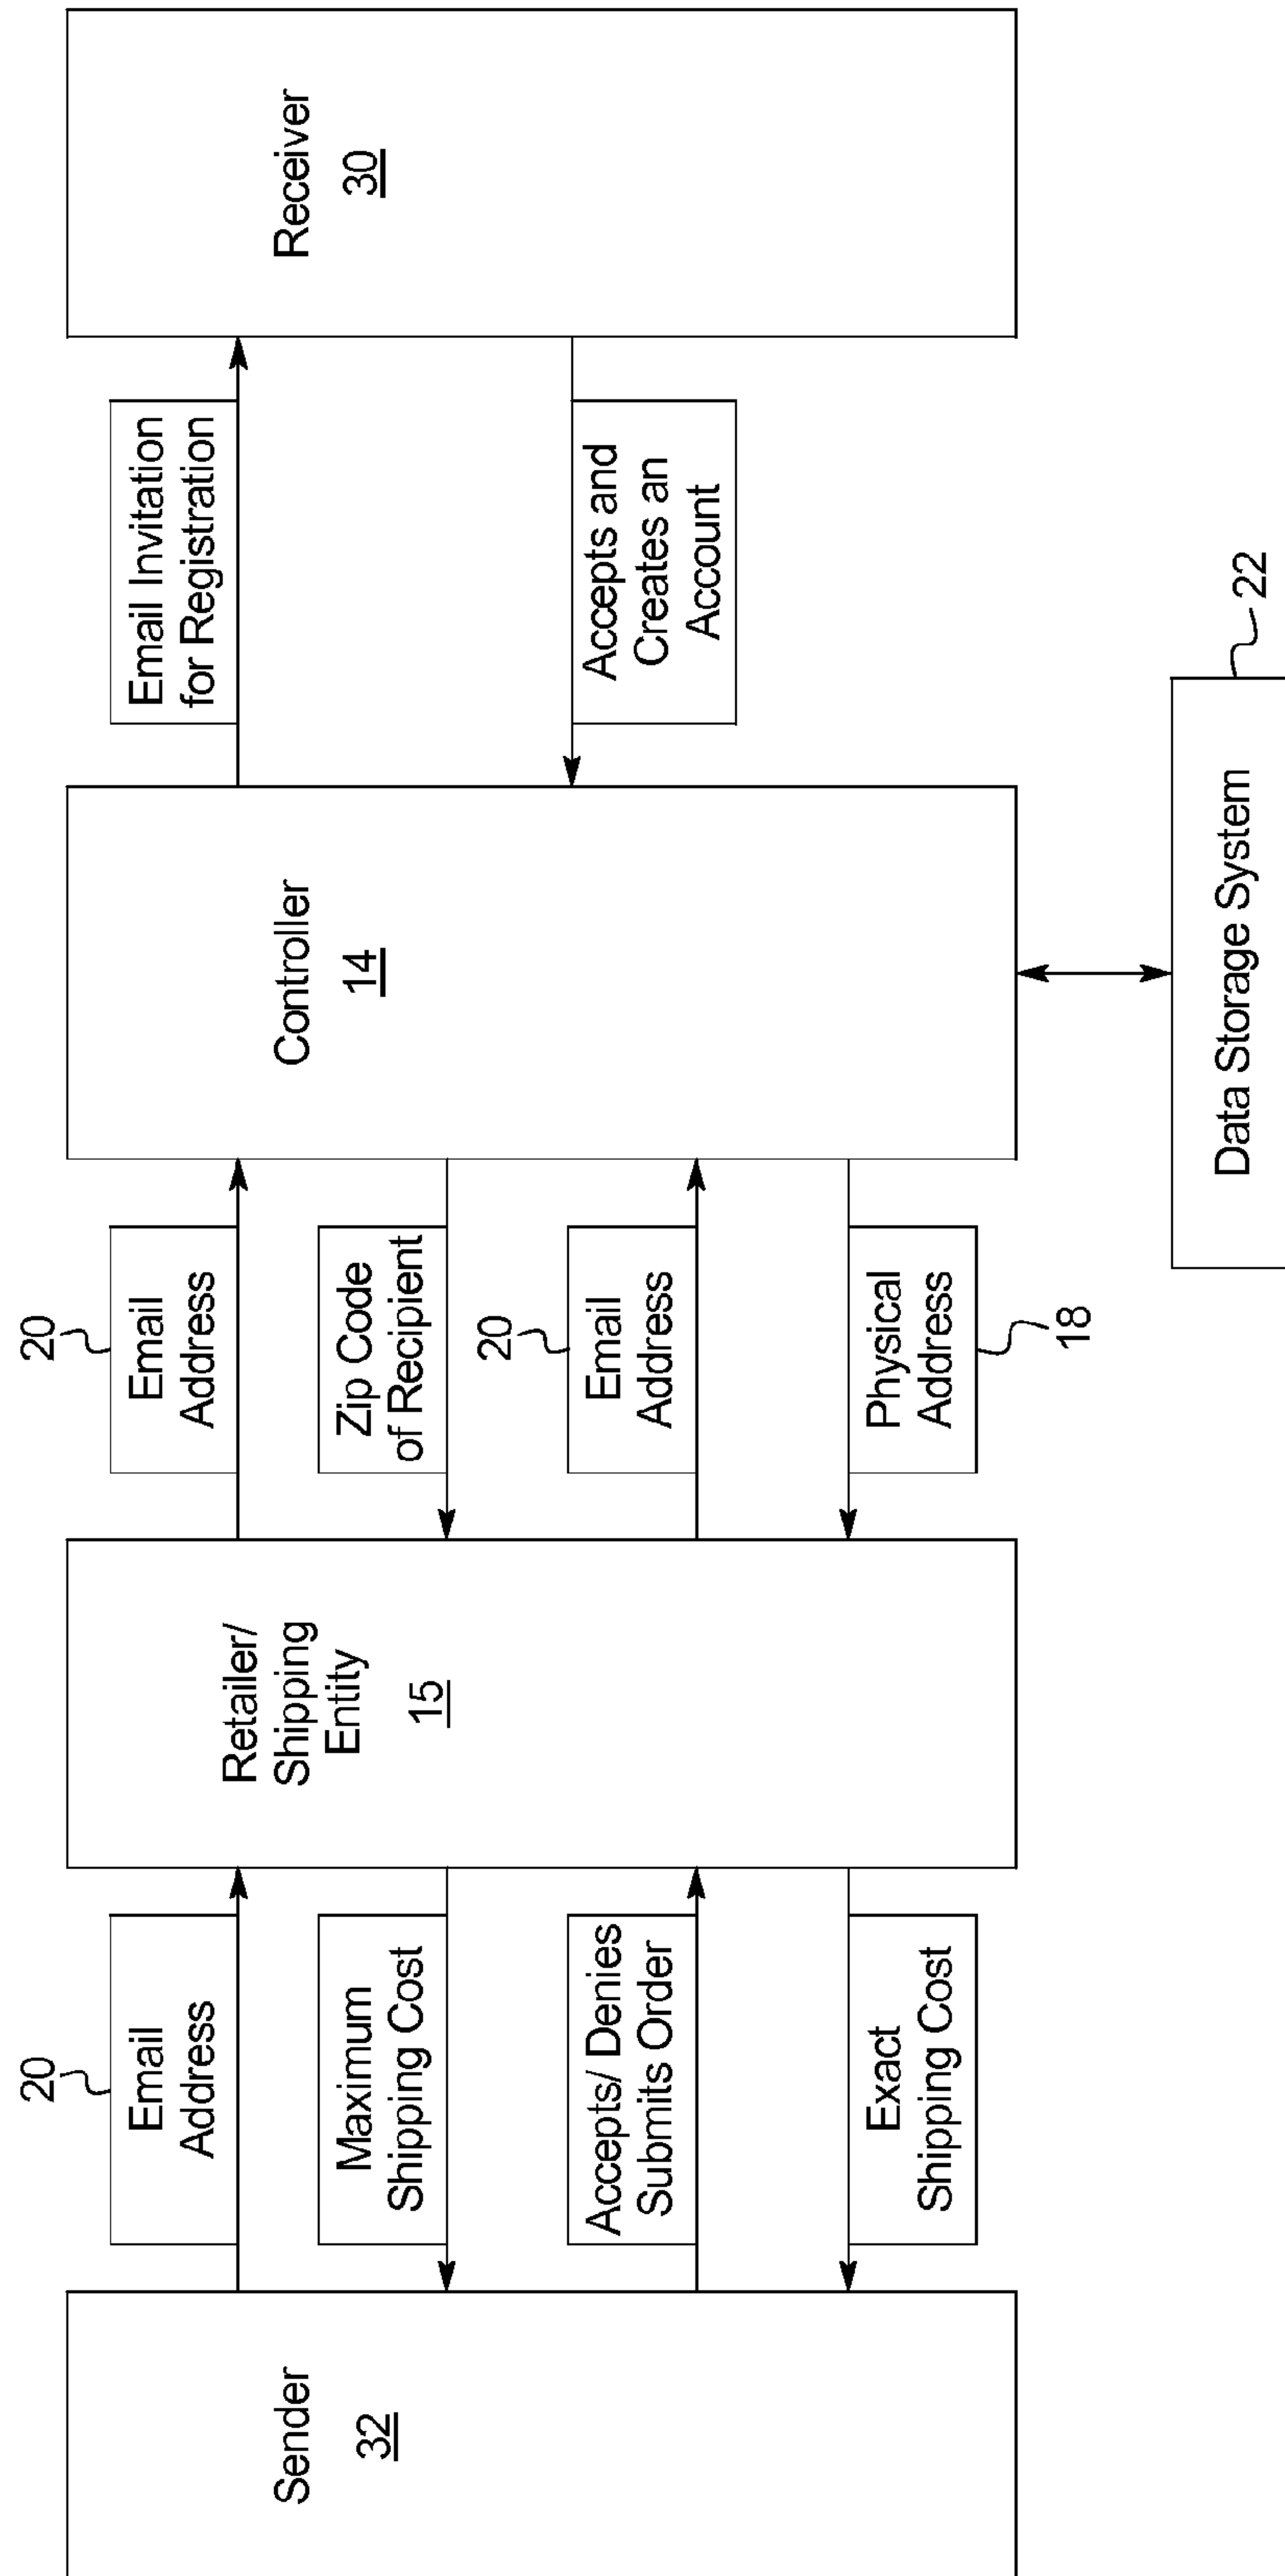 20
20
20
Email
Address
Email
Address
Email Invitation
for Registration
Sender
32
Retailer/
Shipping
Entity
15
Controller
14
Receiver
30
Maximum
Shipping Cost
Zip Code
of Recipient
Accepts/ Denies
Submits Order
Email
Address
Accepts and
Creates an
Account
Exact
Shipping Cost
Physical
Address
18
Data Storage System
22